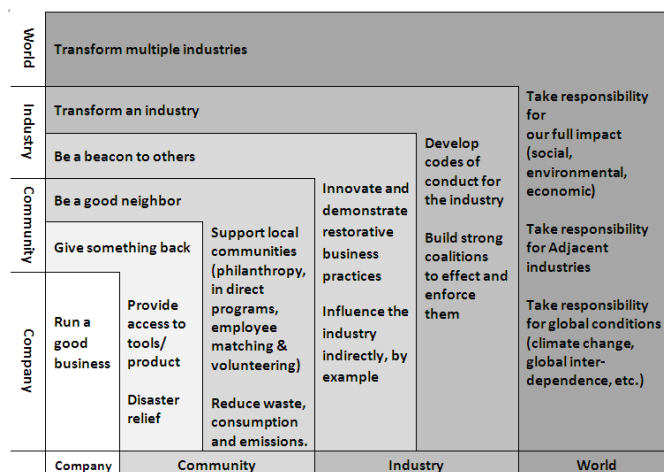 World
Transform multiple industries
Industry
Transform an industry
Be a beacon to others
Community
Be a good neighbor
Give something back
Company
Run a
good
business
Provide
access to
tools/
product
Disaster
relief
Support local
communities
(philanthropy,
in direct
programs,
employee
matching &
volunteering)
Reduce waste,
consumption
and emissions.
Innovate and
demonstrate
restorative
business
practices
Influence the
industry
indirectly, by
example
Develop
codes of
conduct for
the industry
Build strong
coalitions
to effect and
enforce
them
Take responsibility
for
our full impact
(social,
environmental,
economic)
Take responsibility
for Adjacent
industries
Take responsibility
for global conditions
(climate change,
global inter-
dependence, etc.)
Company
Community
Industry
World